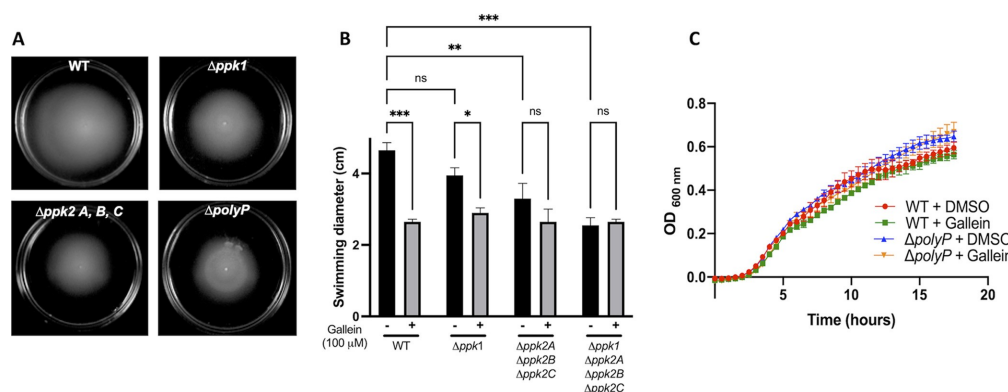 A
WT
Δppk1
Δppk2 A, B, C
ΔpolyP
B
***
**
ns
***
*
ns
ns
Swimming diameter (cm)
4
2
0
Gallein
(100 μM)
- + - + - + - +
WT
Δppk1
Δppk2A
Δppk2B
Δppk2C
Δppk1
Δppk2A
Δppk2B
Δppk2C
C
OD 600 nm
0.8
0.6
0.4
0.2
0.0
5 10 15 20
Time (hours)
WT + DMSO
WT + Gallein
ΔpolyP + DMSO
ΔpolyP + Gallein